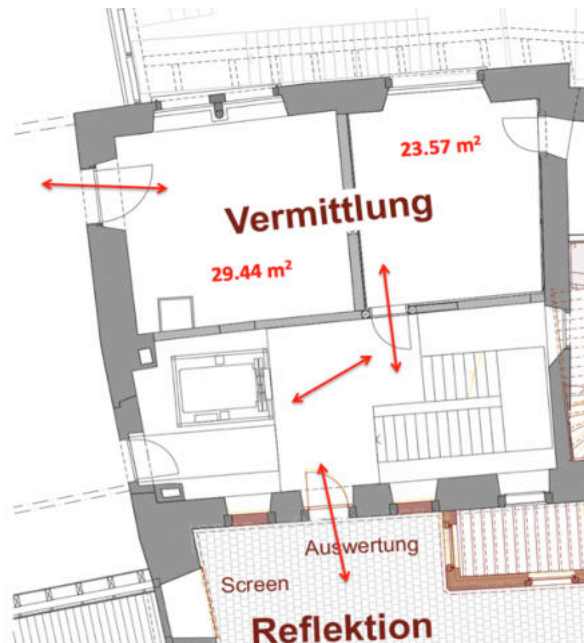 23.57 m²
Vermittlung
29.44 m²
Auswertung
Screen
Reflektion